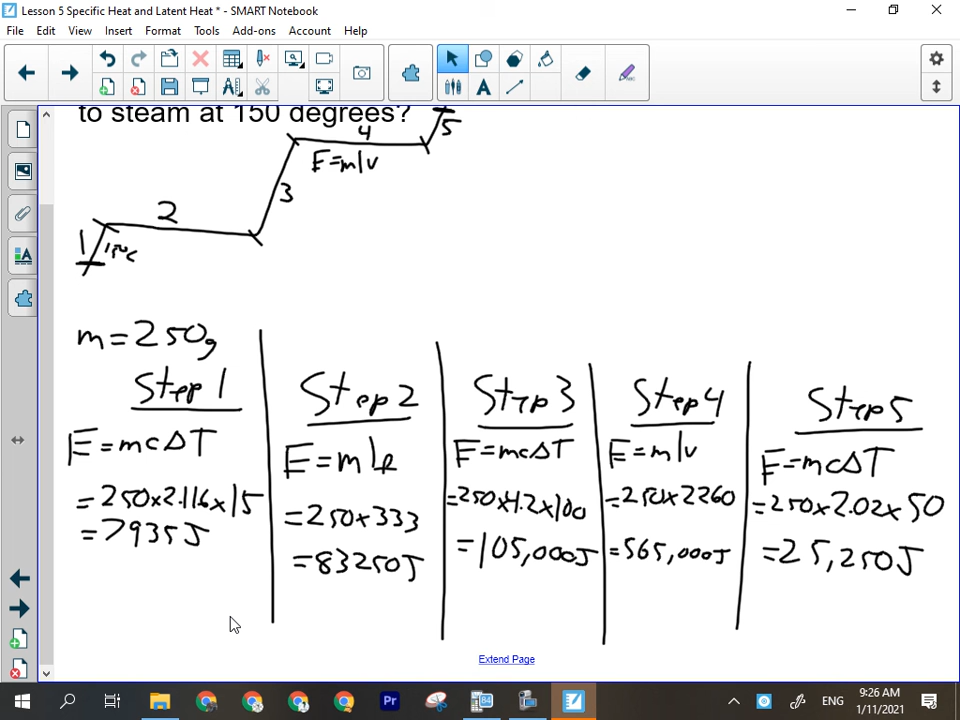 Lesson 5 Specific Heat and Latent Heat * - SMART Notebook
File Edit View Insert Format Tools Add-ons Account Help
to steam at 150 degrees?
4
5
E=mlv
3
2
1
15°C
m=250g
Step 1
E=mcΔT
=250×2.116×15
=7935J
Step 2
E=mlf
=250×333
=83250J
Step 3
E=mcΔT
=250×4.2×100
=105,000J
Step 4
E=mlv
=250×2260
=565,000J
Step 5
E=mcΔT
=250×2.02×50
=25,250J
Extend Page
Pr
84
ENG
9:26 AM
1/11/2021